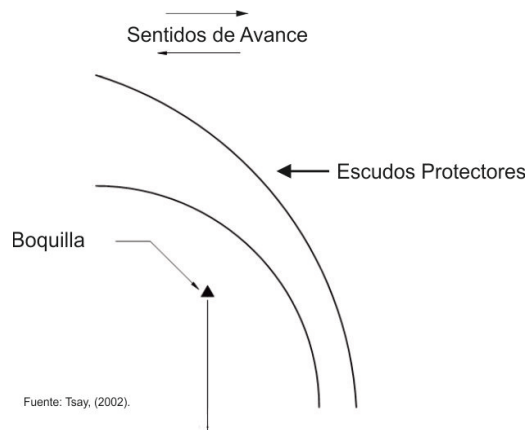 Sentidos de Avance
Escudos Protectores
Boquilla
Fuente: Tsay, (2002).